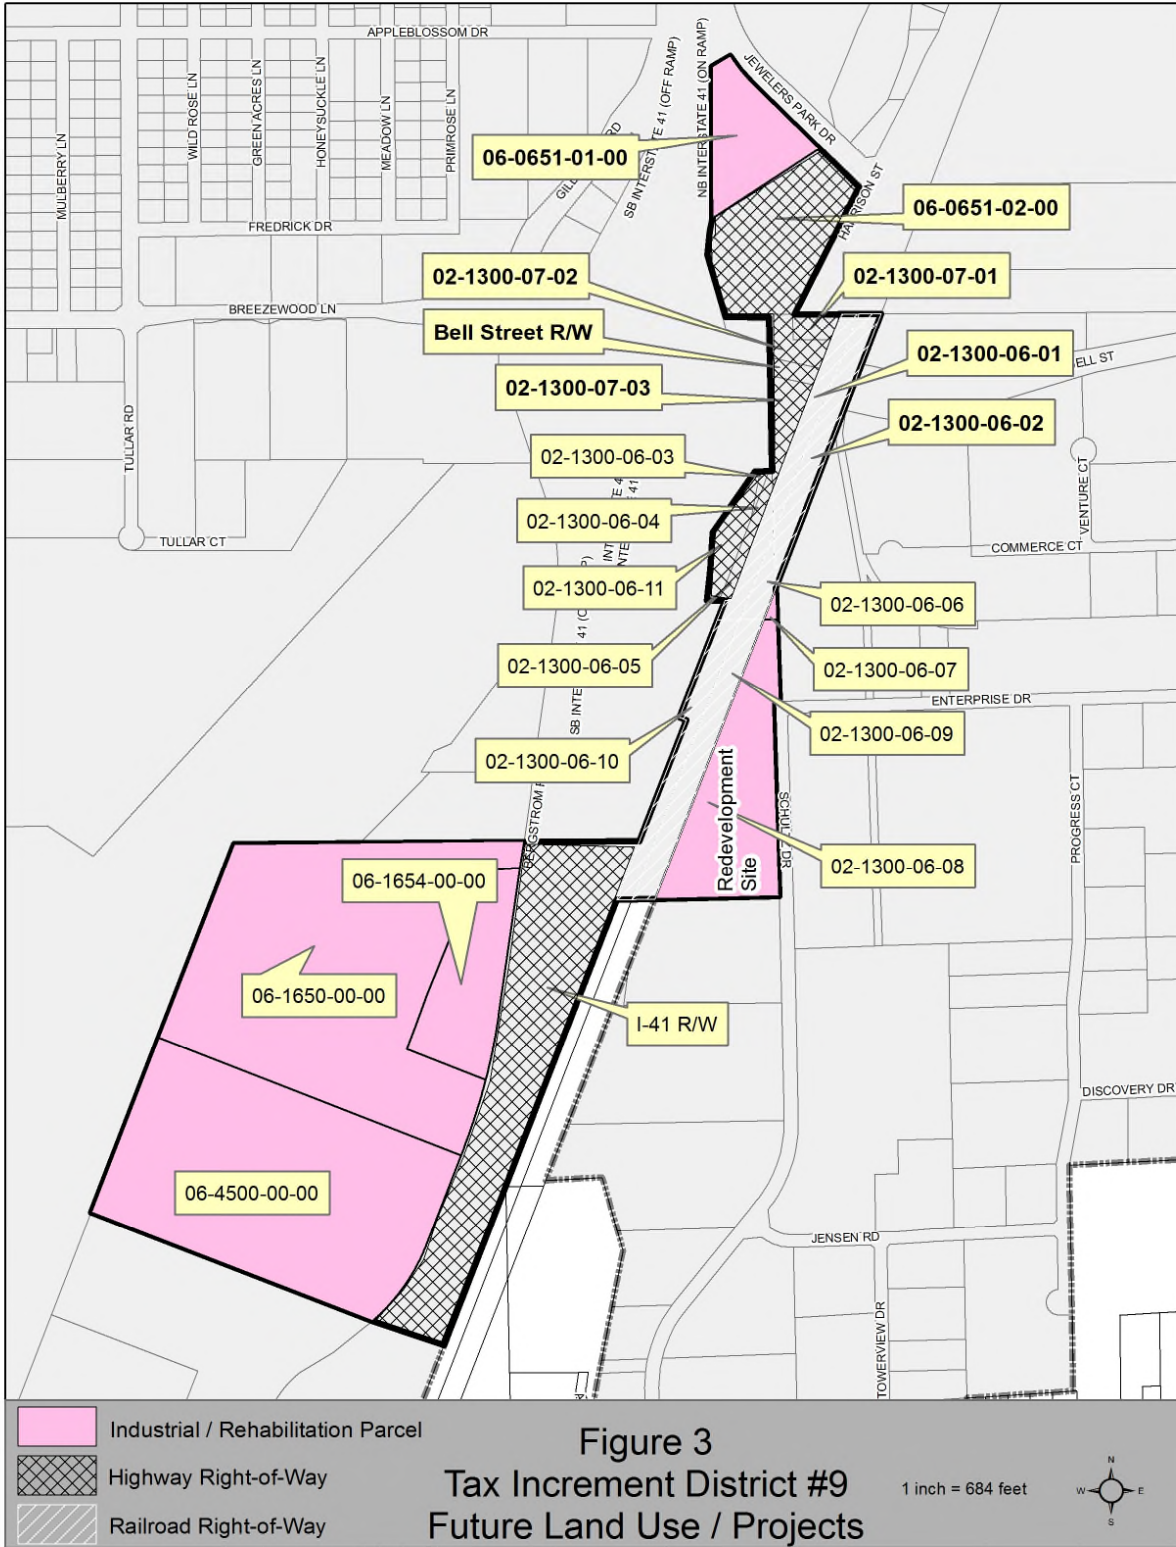 APPLEBLOSSOM DR
MULBERRY LN
WILD ROSE LN
GREEN ACRES LN
HONEYSUCKLE LN
MEADOW LN
PRIMROSE LN
SB INTERSTATE 41 (OFF RAMP)
NB INTERSTATE 41 (ON RAMP)
JEWELERS PARK DR
06-0651-01-00
HARRISON ST
06-0651-02-00
FREDRICK DR
02-1300-07-02
02-1300-07-01
BREEZEWOOD LN
Bell Street R/W
02-1300-06-01
ELL ST
02-1300-07-03
02-1300-06-02
TULLAR RD
02-1300-06-03
VENTURE CT
02-1300-06-04
TULLAR CT
COMMERCE CT
02-1300-06-11
02-1300-06-06
02-1300-06-05
02-1300-06-07
SB INTE
ENTERPRISE DR
02-1300-06-09
02-1300-06-10
Redevelopment
Site
BERGSTROM
SCHUL
DR
PROGRESS CT
02-1300-06-08
06-1654-00-00
06-1650-00-00
I-41 R/W
DISCOVERY DR
06-4500-00-00
JENSEN RD
TOWERVIEW DR
Industrial / Rehabilitation Parcel
Highway Right-of-Way
Railroad Right-of-Way
Figure 3
Tax Increment District #9
Future Land Use / Projects
1 inch = 684 feet
N
W E
S